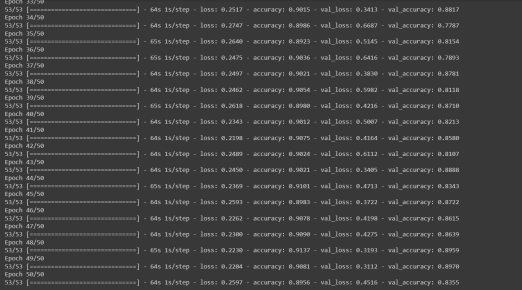 Epoch 33/50
53/53 [==============================] - 64s 1s/step - loss: 0.2517 - accuracy: 0.9015 - val_loss: 0.3413 - val_accuracy: 0.8817
Epoch 34/50
53/53 [==============================] - 64s 1s/step - loss: 0.2747 - accuracy: 0.8986 - val_loss: 0.6687 - val_accuracy: 0.7787
Epoch 35/50
53/53 [==============================] - 65s 1s/step - loss: 0.2640 - accuracy: 0.8923 - val_loss: 0.5145 - val_accuracy: 0.8154
Epoch 36/50
53/53 [==============================] - 64s 1s/step - loss: 0.2475 - accuracy: 0.9036 - val_loss: 0.6416 - val_accuracy: 0.7893
Epoch 37/50
53/53 [==============================] - 64s 1s/step - loss: 0.2497 - accuracy: 0.9021 - val_loss: 0.3830 - val_accuracy: 0.8781
Epoch 38/50
53/53 [==============================] - 64s 1s/step - loss: 0.2462 - accuracy: 0.9054 - val_loss: 0.5982 - val_accuracy: 0.8118
Epoch 39/50
53/53 [==============================] - 65s 1s/step - loss: 0.2618 - accuracy: 0.8980 - val_loss: 0.4216 - val_accuracy: 0.8710
Epoch 40/50
53/53 [==============================] - 64s 1s/step - loss: 0.2343 - accuracy: 0.9012 - val_loss: 0.5007 - val_accuracy: 0.8213
Epoch 41/50
53/53 [==============================] - 64s 1s/step - loss: 0.2198 - accuracy: 0.9075 - val_loss: 0.4164 - val_accuracy: 0.8580
Epoch 42/50
53/53 [==============================] - 64s 1s/step - loss: 0.2489 - accuracy: 0.9024 - val_loss: 0.6112 - val_accuracy: 0.8107
Epoch 43/50
53/53 [==============================] - 65s 1s/step - loss: 0.2450 - accuracy: 0.9021 - val_loss: 0.3405 - val_accuracy: 0.8888
Epoch 44/50
53/53 [==============================] - 65s 1s/step - loss: 0.2369 - accuracy: 0.9101 - val_loss: 0.4713 - val_accuracy: 0.8343
Epoch 45/50
53/53 [==============================] - 64s 1s/step - loss: 0.2593 - accuracy: 0.8983 - val_loss: 0.3722 - val_accuracy: 0.8722
Epoch 46/50
53/53 [==============================] - 64s 1s/step - loss: 0.2262 - accuracy: 0.9078 - val_loss: 0.4198 - val_accuracy: 0.8615
Epoch 47/50
53/53 [==============================] - 64s 1s/step - loss: 0.2300 - accuracy: 0.9090 - val_loss: 0.4275 - val_accuracy: 0.8639
Epoch 48/50
53/53 [==============================] - 65s 1s/step - loss: 0.2230 - accuracy: 0.9137 - val_loss: 0.3193 - val_accuracy: 0.8959
Epoch 49/50
53/53 [==============================] - 64s 1s/step - loss: 0.2204 - accuracy: 0.9081 - val_loss: 0.3112 - val_accuracy: 0.8970
Epoch 50/50
53/53 [==============================] - 64s 1s/step - loss: 0.2597 - accuracy: 0.8956 - val_loss: 0.4516 - val_accuracy: 0.8355